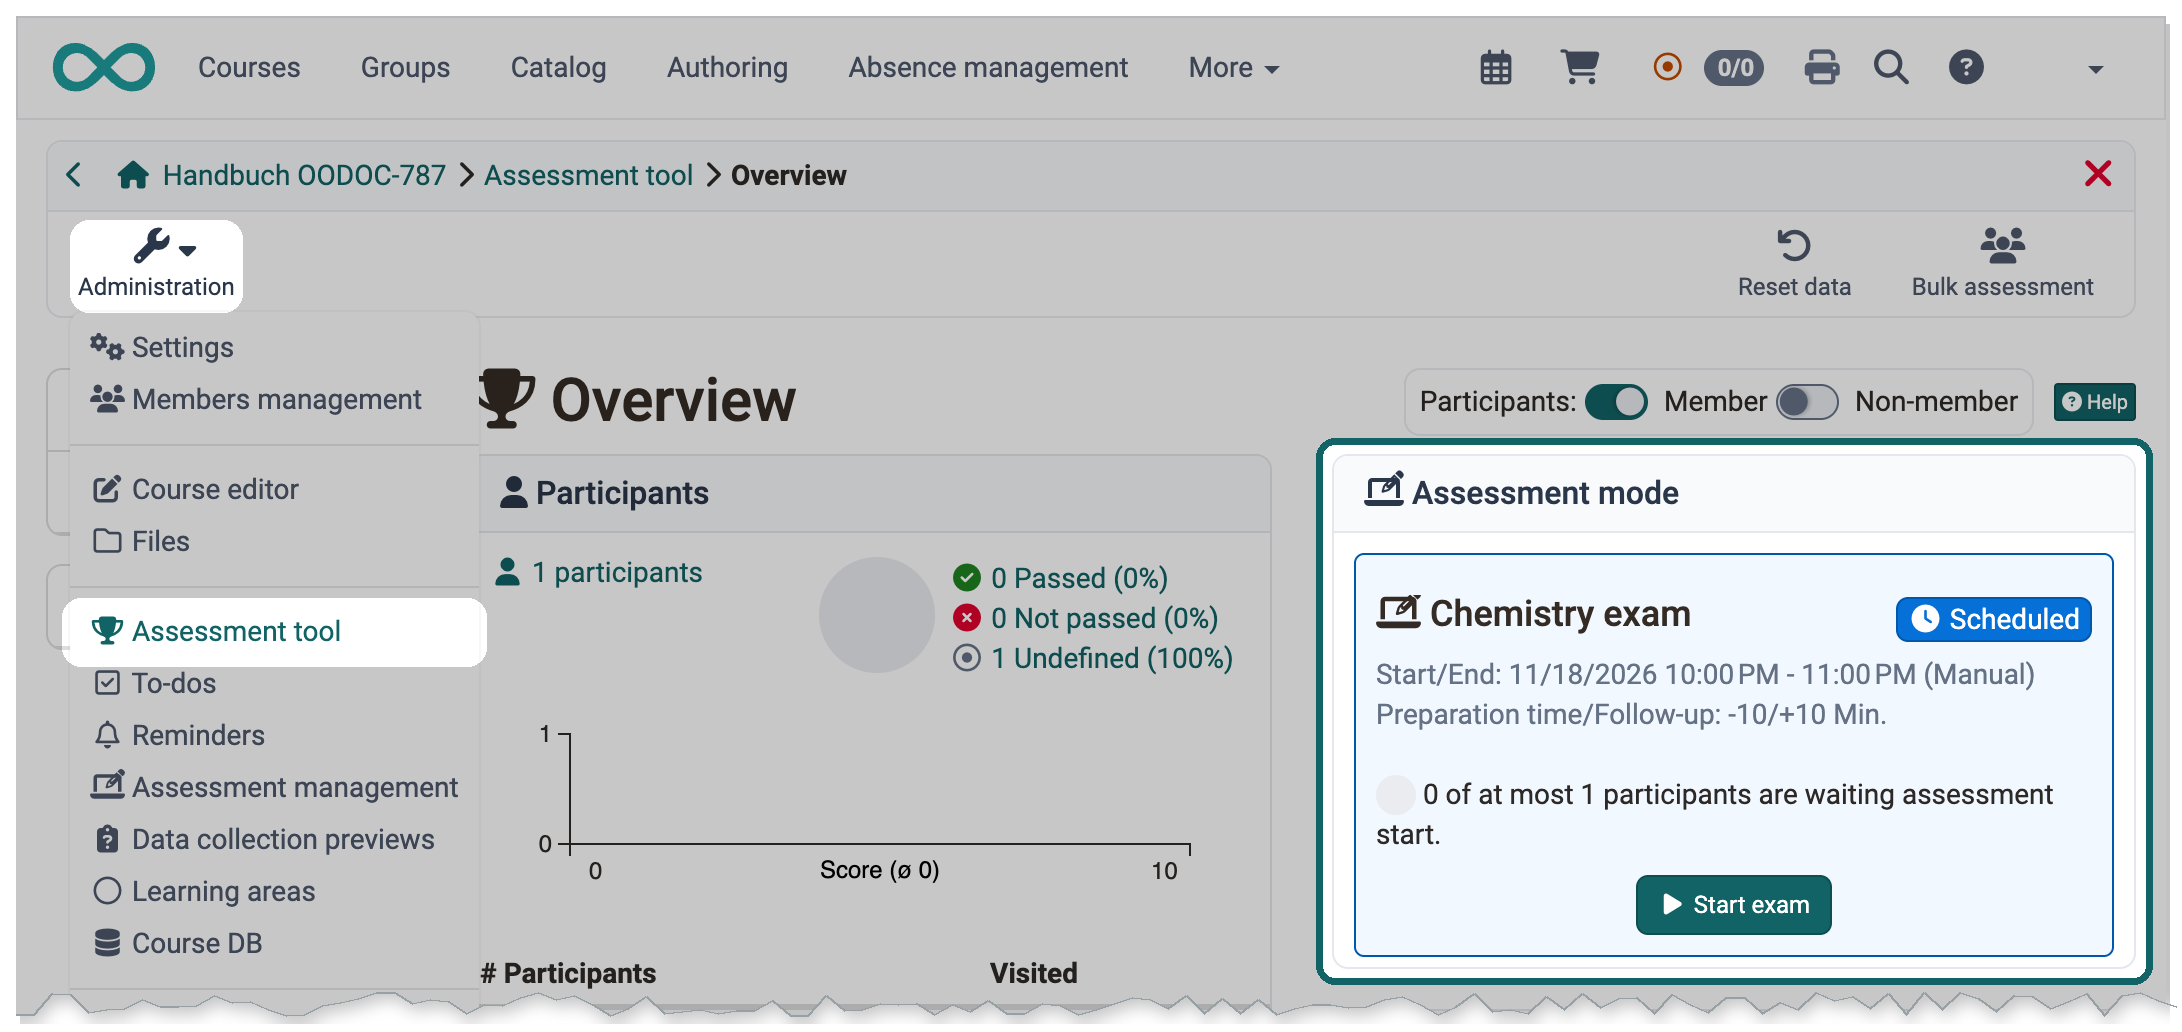 Courses Groups Catalog Authoring Absence management More 0/0
Handbuch OODOC-787 Assessment tool Overview
Administration
Reset data Bulk assessment
Settings
Members management
Course editor
Files
Assessment tool
To-dos
Reminders
Assessment management
Data collection previews
Learning areas
Course DB
Overview
Participants: Member Non-member Help
Participants
1 participants
0 Passed (0%)
0 Not passed (0%)
1 Undefined (100%)
1
0
0 Score (ø 0) 10
# Participants Visited
Assessment mode
Chemistry exam Scheduled
Start/End: 11/18/2026 10:00 PM - 11:00 PM (Manual)
Preparation time/Follow-up: -10/+10 Min.
0 of at most 1 participants are waiting assessment
start.
Start exam